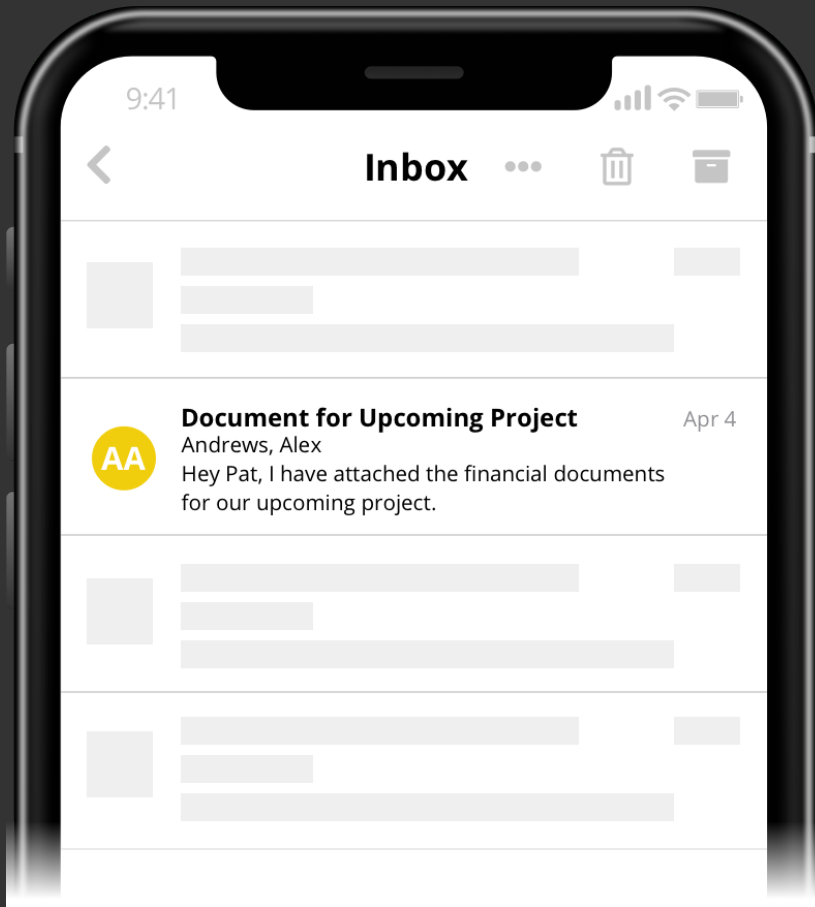 9:41
Inbox
Document for Upcoming Project
Apr 4
AA
Andrews, Alex
Hey Pat, I have attached the financial documents
for our upcoming project.